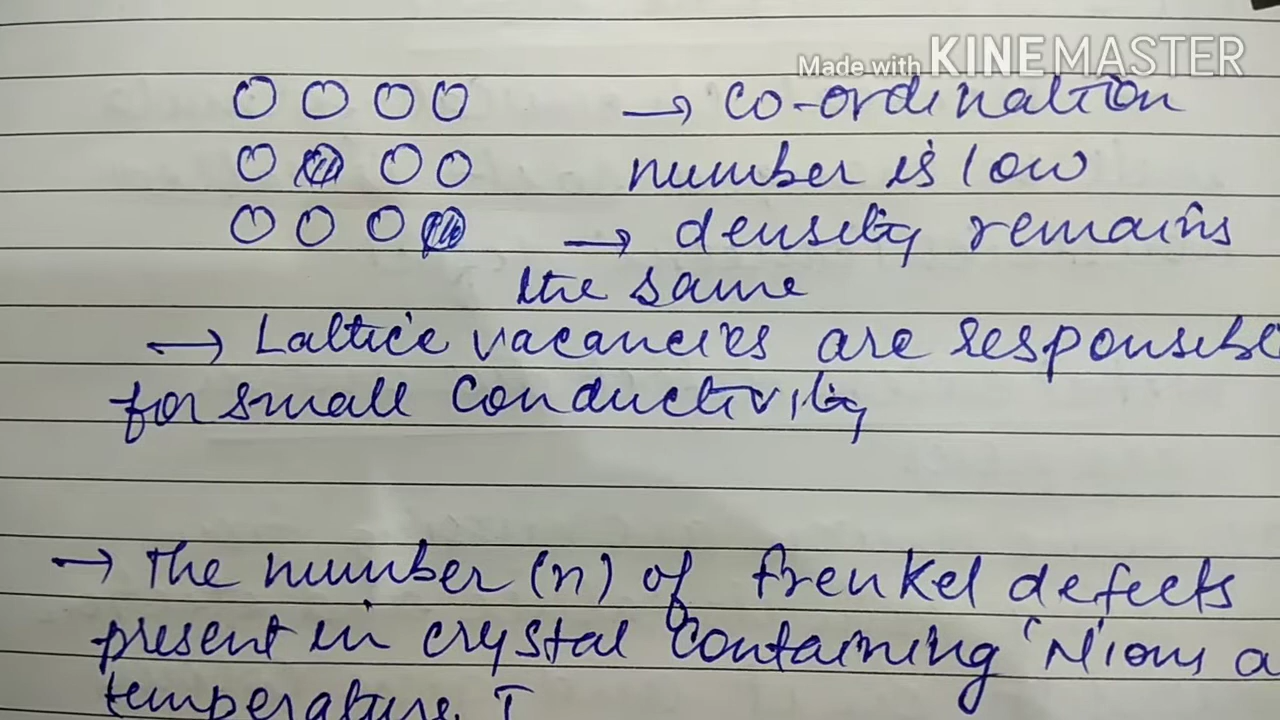 Made with KINEMASTER
→ co-ordination
number is low
→ density remains
the same
→ Lattice vacancies are responsible
for small conductivity
→ The number (n) of frenkel defects
present in crystal containing 'N' ions a
temperature T